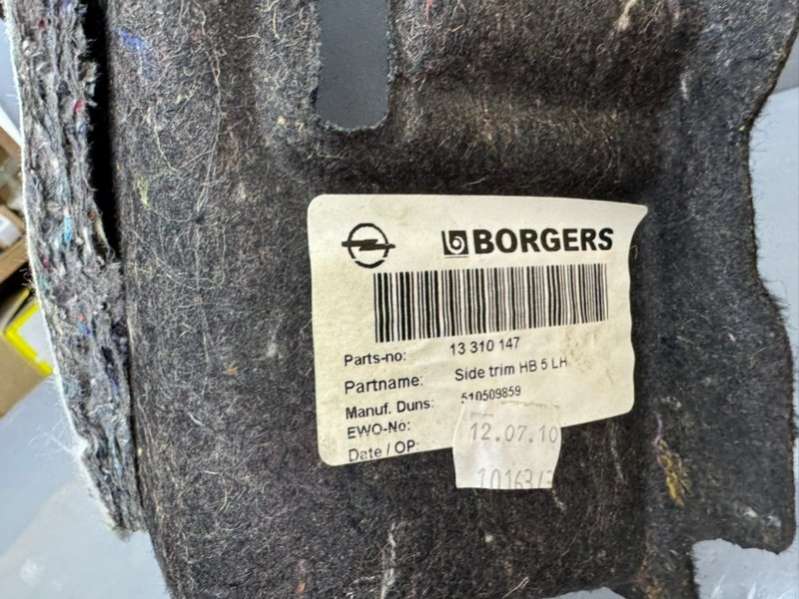 BORGERS
Parts-no: 13 310 147
Partname: Side trim HB 5 LH
Manuf. Duns: 510509859
EWO-No:
Date / OP: 12.07.10